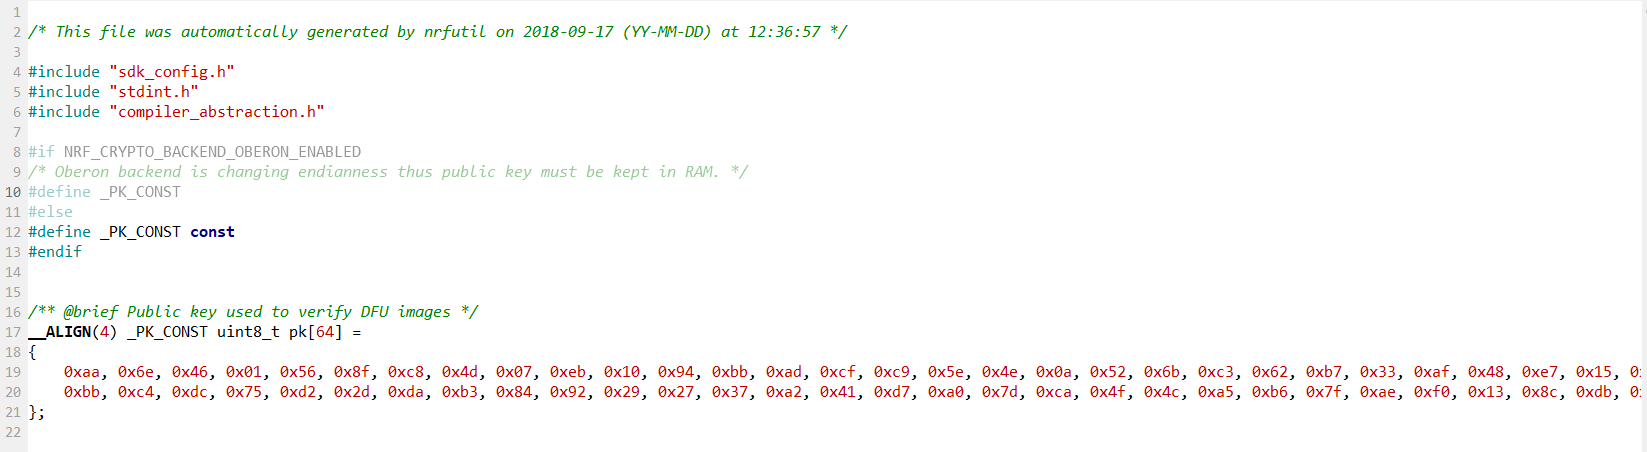 1
2 /* This file was automatically generated by nrfutil on 2018-09-17 (YY-MM-DD) at 12:36:57 */
3
4 #include "sdk_config.h"
5 #include "stdint.h"
6 #include "compiler_abstraction.h"
7
8 #if NRF_CRYPTO_BACKEND_OBERON_ENABLED
9 /* Oberon backend is changing endianness thus public key must be kept in RAM. */
10 #define _PK_CONST
11 #else
12 #define _PK_CONST const
13 #endif
14
15
16 /** @brief Public key used to verify DFU images */
17 __ALIGN(4) _PK_CONST uint8_t pk[64] =
18 {
19     0xaa, 0x6e, 0x46, 0x01, 0x56, 0x8f, 0xc8, 0x4d, 0x07, 0xeb, 0x10, 0x94, 0xbb, 0xad, 0xcf, 0xc9, 0x5e, 0x4e, 0x0a, 0x52, 0x6b, 0xc3, 0x62, 0xb7, 0x33, 0xaf, 0x48, 0xe7, 0x15,
20     0xbb, 0xc4, 0xdc, 0x75, 0xd2, 0x2d, 0xda, 0xb3, 0x84, 0x92, 0x29, 0x27, 0x37, 0xa2, 0x41, 0xd7, 0xa0, 0x7d, 0xca, 0x4f, 0x4c, 0xa5, 0xb6, 0x7f, 0xae, 0xf0, 0x13, 0x8c, 0xdb,
21 };
22